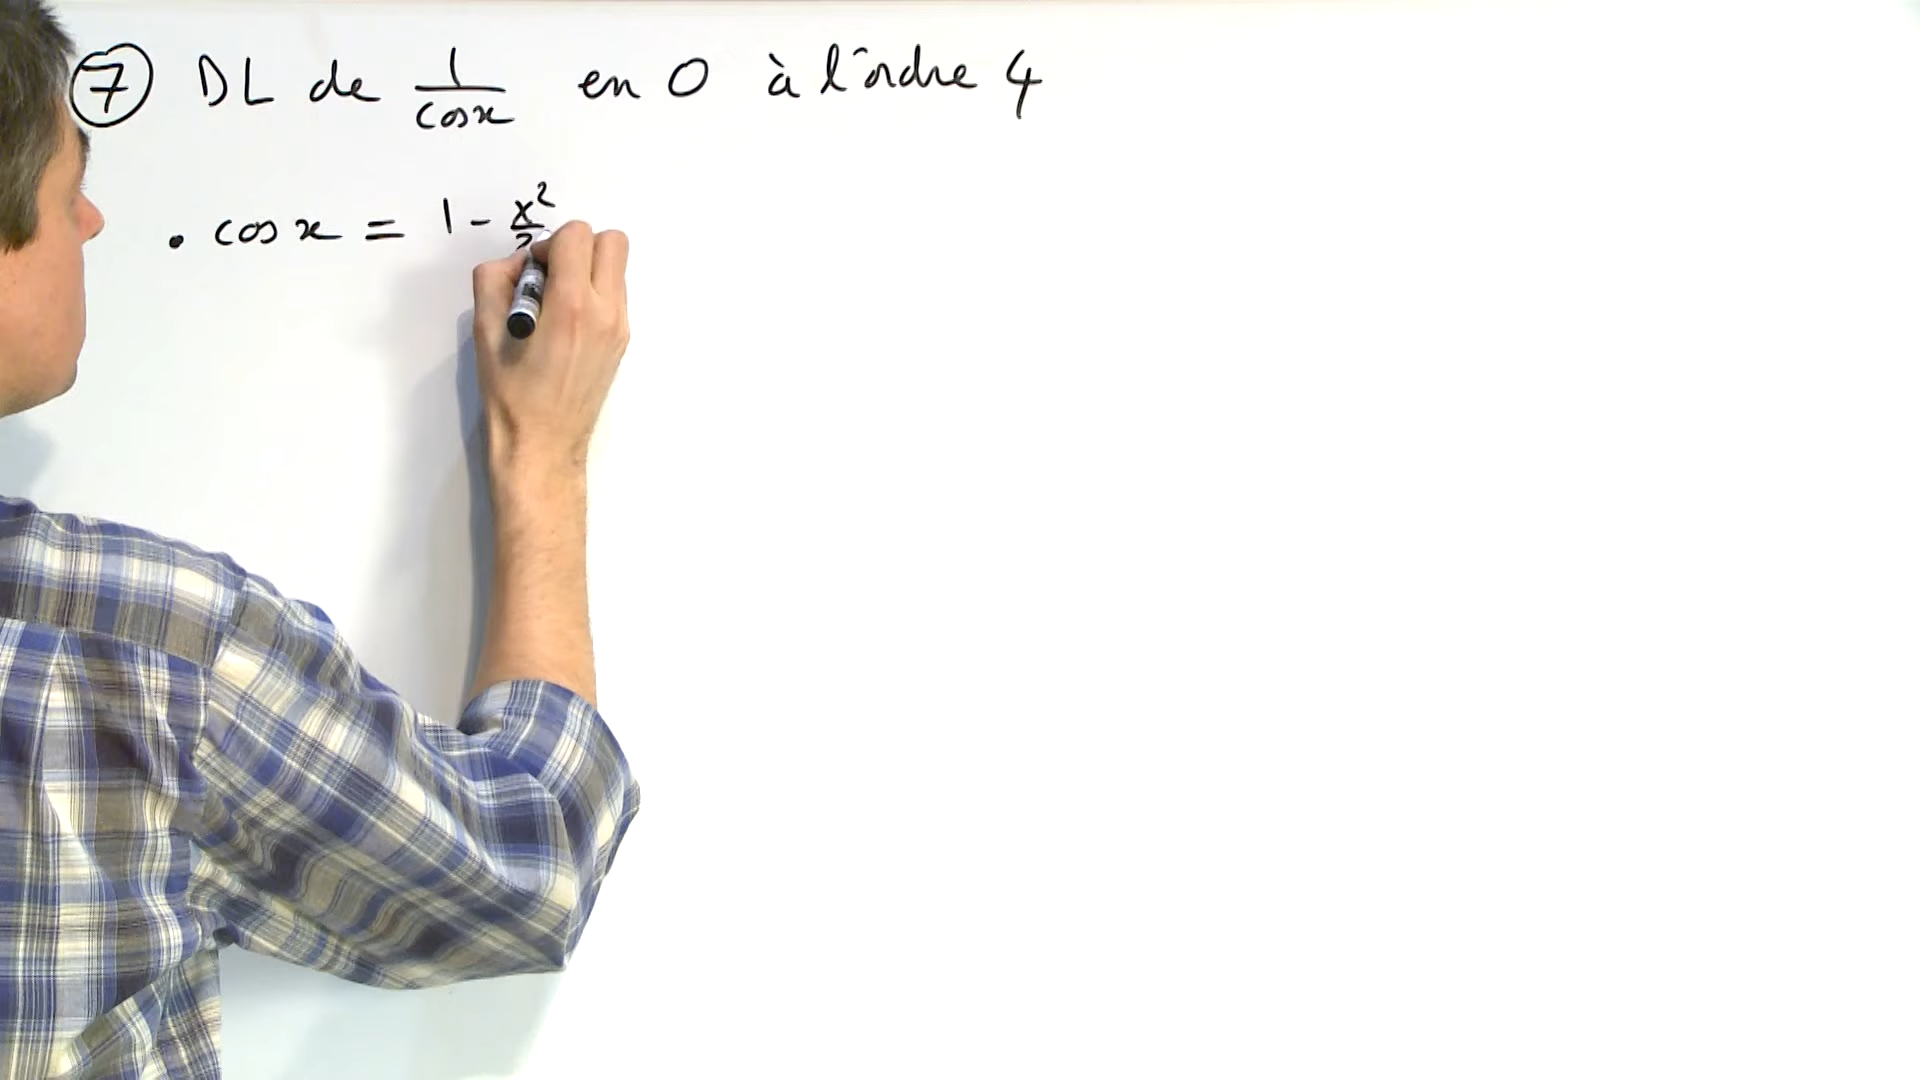 7 DL de 1/cos x en 0 à l'ordre 4
. cos x = 1 - x²/2